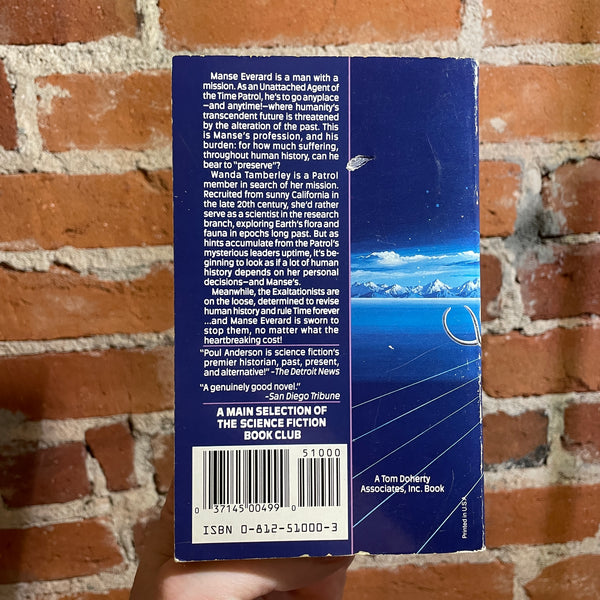 Manse Everard is a man with a
mission. As an Unattached Agent of
the Time Patrol, he's to go anyplace
—and anytime!—where humanity's
transcendent future is threatened
by the alteration of the past. This
is Manse's profession, and his
burden: for how much suffering,
throughout human history, can he
bear to "preserve"?
Wanda Tamberley is a Patrol
member in search of her mission.
Recruited from sunny California in
the late 20th century, she'd rather
serve as a scientist in the research
branch, exploring Earth's flora and
fauna in epochs long past. But as
hints accumulate from the Patrol's
mysterious leaders uptime, it's be-
ginning to look as if a lot of human
history depends on her personal
decisions—and Manse's.
Meanwhile, the Exaltationists are
on the loose, determined to revise
human history and rule Time forever
...and Manse Everard is sworn to
stop them, no matter what the
heartbreaking cost!
"Poul Anderson is science fiction's
premier historian, past, present,
and alternative!" -The Detroit News
"A genuinely good novel."
-San Diego Tribune
A MAIN SELECTION OF
THE SCIENCE FICTION
BOOK CLUB
51000
0 37145 00499 0
ISBN 0-812-51000-3
A Tom Doherty
Associates, Inc. Book
Printed in U.S.A.